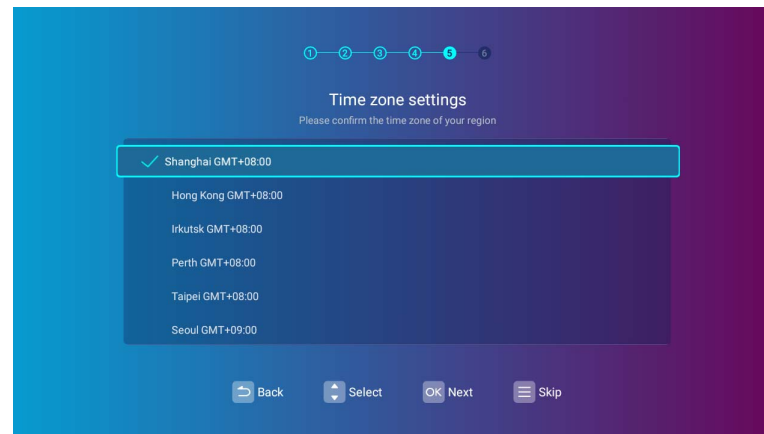 1 2 3 4 5 6
Time zone settings
Please confirm the time zone of your region
Shanghai GMT+08:00
Hong Kong GMT+08:00
Irkutsk GMT+08:00
Perth GMT+08:00
Taipei GMT+08:00
Seoul GMT+09:00
Back Select OK Next Skip